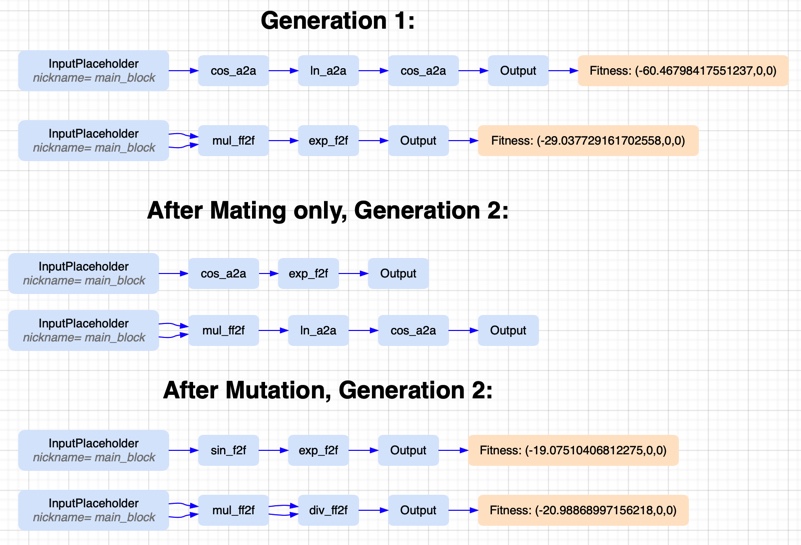 Generation 1:
InputPlaceholder
nickname= main_block
cos_a2a
ln_a2a
cos_a2a
Output
Fitness: (-60.46798417551237,0,0)
InputPlaceholder
nickname= main_block
mul_ff2f
exp_f2f
Output
Fitness: (-29.037729161702558,0,0)
After Mating only, Generation 2:
InputPlaceholder
nickname= main_block
cos_a2a
exp_f2f
Output
InputPlaceholder
nickname= main_block
mul_ff2f
ln_a2a
cos_a2a
Output
After Mutation, Generation 2:
InputPlaceholder
nickname= main_block
sin_f2f
exp_f2f
Output
Fitness: (-19.07510406812275,0,0)
InputPlaceholder
nickname= main_block
mul_ff2f
div_ff2f
Output
Fitness: (-20.98868997156218,0,0)